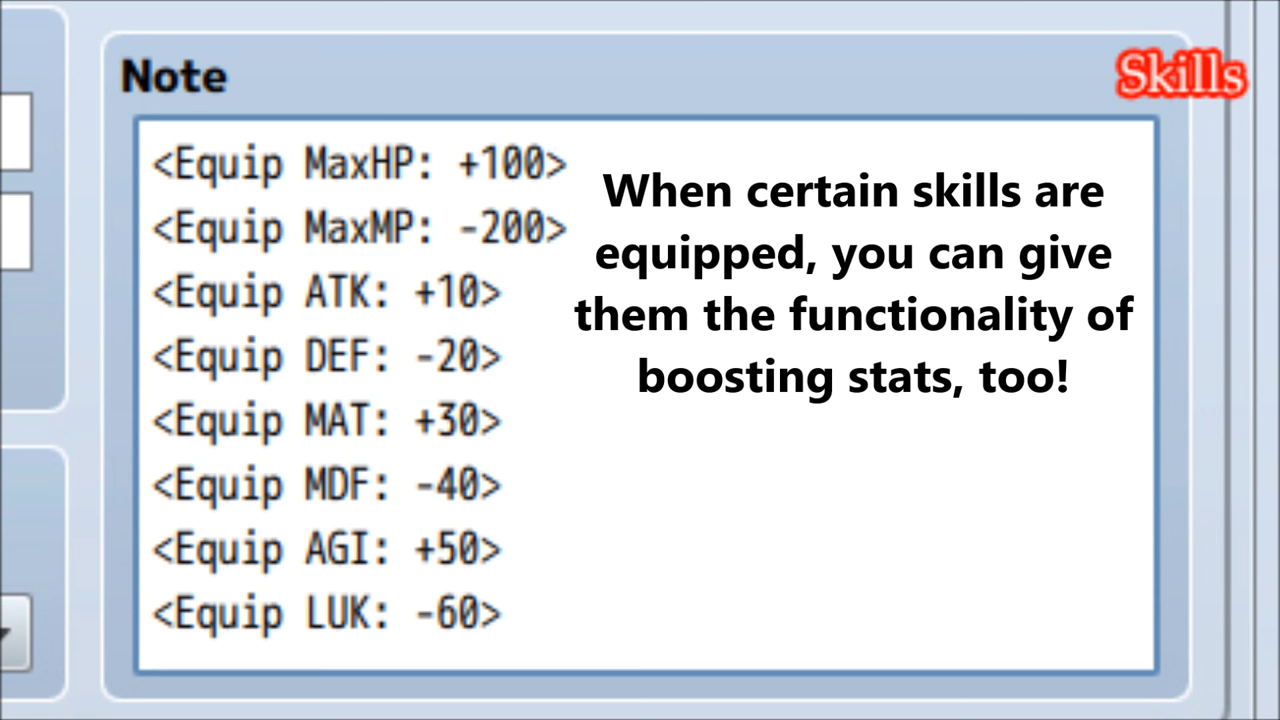 Note
Skills
<Equip MaxHP: +100>
<Equip MaxMP: -200>
<Equip ATK: +10>
<Equip DEF: -20>
<Equip MAT: +30>
<Equip MDF: -40>
<Equip AGI: +50>
<Equip LUK: -60>
When certain skills are
equipped, you can give
them the functionality of
boosting stats, too!